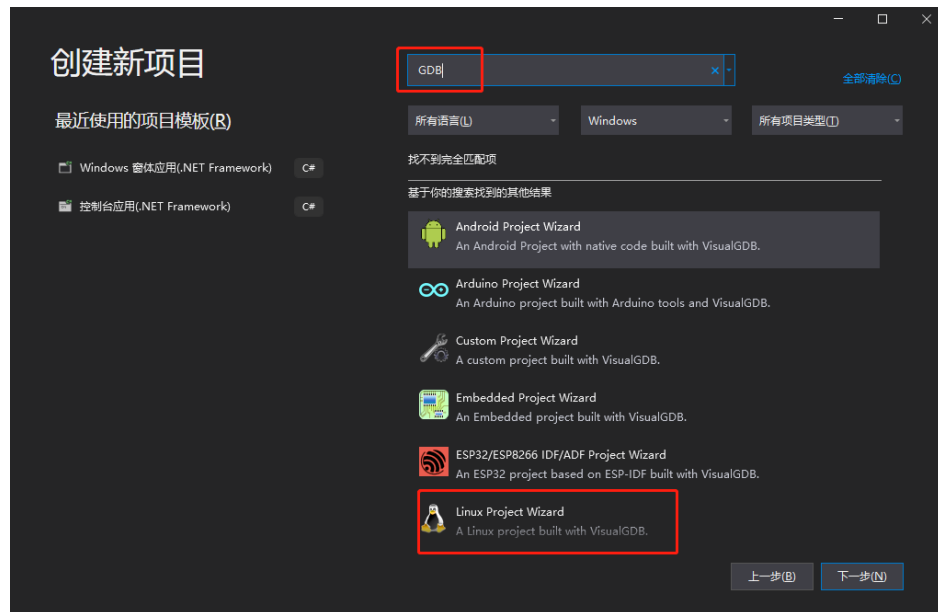 创建新项目
最近使用的项目模板(R)
Windows 窗体应用(.NET Framework)
C#
控制台应用(.NET Framework)
C#
GDB
全部清除(C)
所有语言(L)
Windows
所有项目类型(T)
找不到完全匹配项
基于你的搜索找到的其他结果
Android Project Wizard
An Android Project with native code built with VisualGDB.
Arduino Project Wizard
An Arduino project built with Arduino tools and VisualGDB.
Custom Project Wizard
A custom project built with VisualGDB.
Embedded Project Wizard
An Embedded project built with VisualGDB.
ESP32/ESP8266 IDF/ADF Project Wizard
An ESP32 project based on ESP-IDF built with VisualGDB.
Linux Project Wizard
A Linux project built with VisualGDB.
上一步(B)
下一步(N)